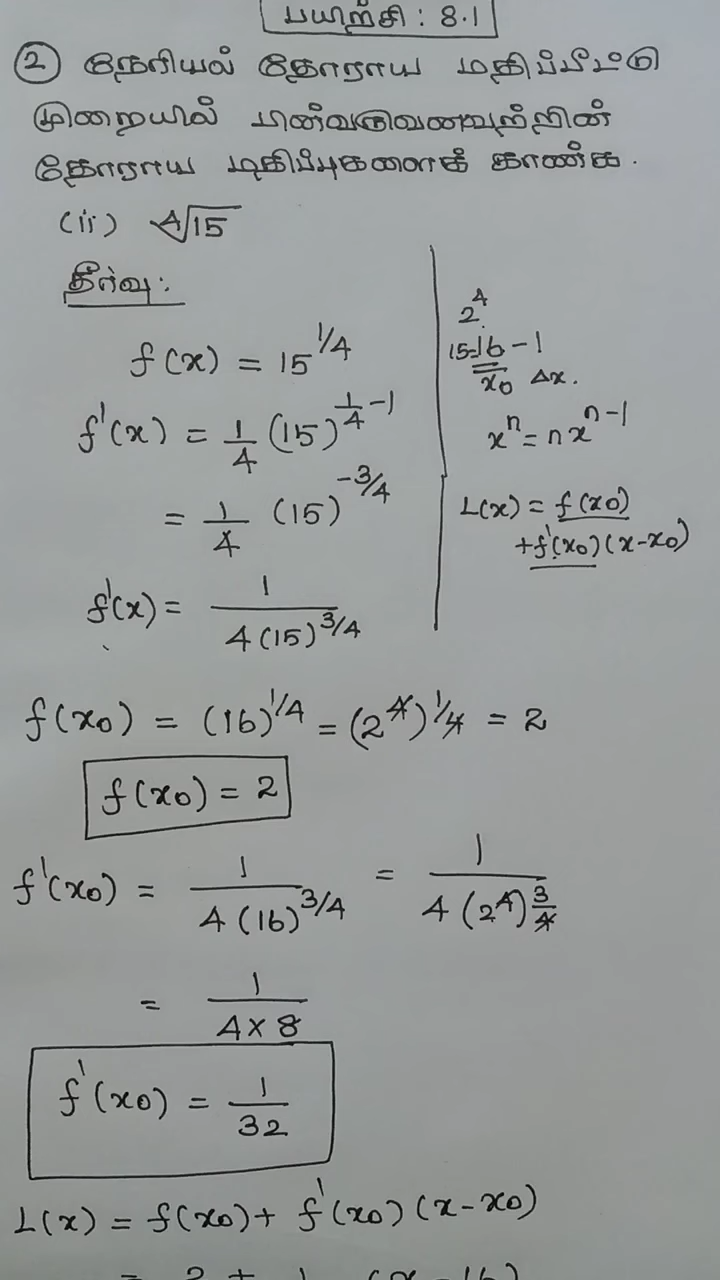 பயிற்சி : 8.1
② நேரியல் தோராய மதிப்பீட்டு
முறையில் பின்வருவனவற்றின்
தோராய மதிப்புகளைக் காண்க.
(ii) ∜15
தீர்வு:
f(x) = 15^{1/4}
f'(x) = 1/4 (15)^{1/4 - 1}
= 1/4 (15)^{-3/4}
f'(x) = 1/(4(15)^{3/4})
2^4
15=16-1
x₀ Δx.
x^n = nx^{n-1}
L(x) = f(x₀)
+f'(x₀)(x-x₀)
f(x₀) = (16)^{1/4} = (2^4)^{1/4} = 2
f(x₀) = 2
f'(x₀) = 1/(4(16)^{3/4}) = 1/(4(2^4)^{3/4})
= 1/(4×8)
f'(x₀) = 1/32
L(x) = f(x₀) + f'(x₀)(x-x₀)